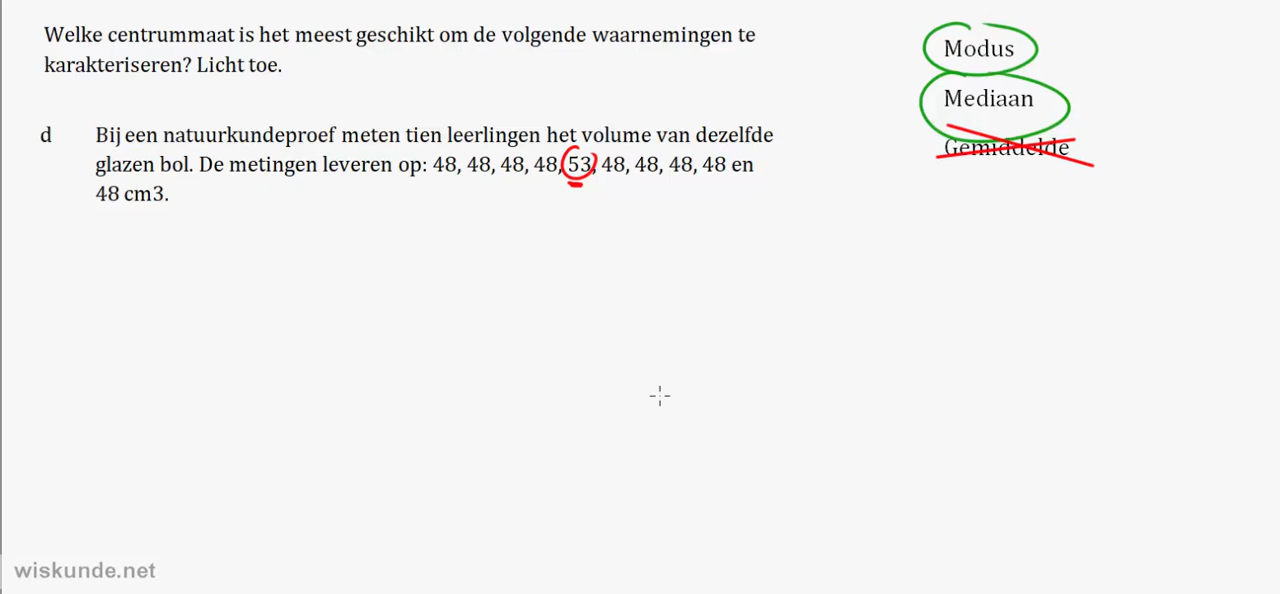 Welke centrummaat is het meest geschikt om de volgende waarnemingen te
karakteriseren? Licht toe.
Modus
Mediaan
Gemiddelde
d Bij een natuurkundeproef meten tien leerlingen het volume van dezelfde
glazen bol. De metingen leveren op: 48, 48, 48, 48, 53, 48, 48, 48, 48 en
48 cm3.
wiskunde.net